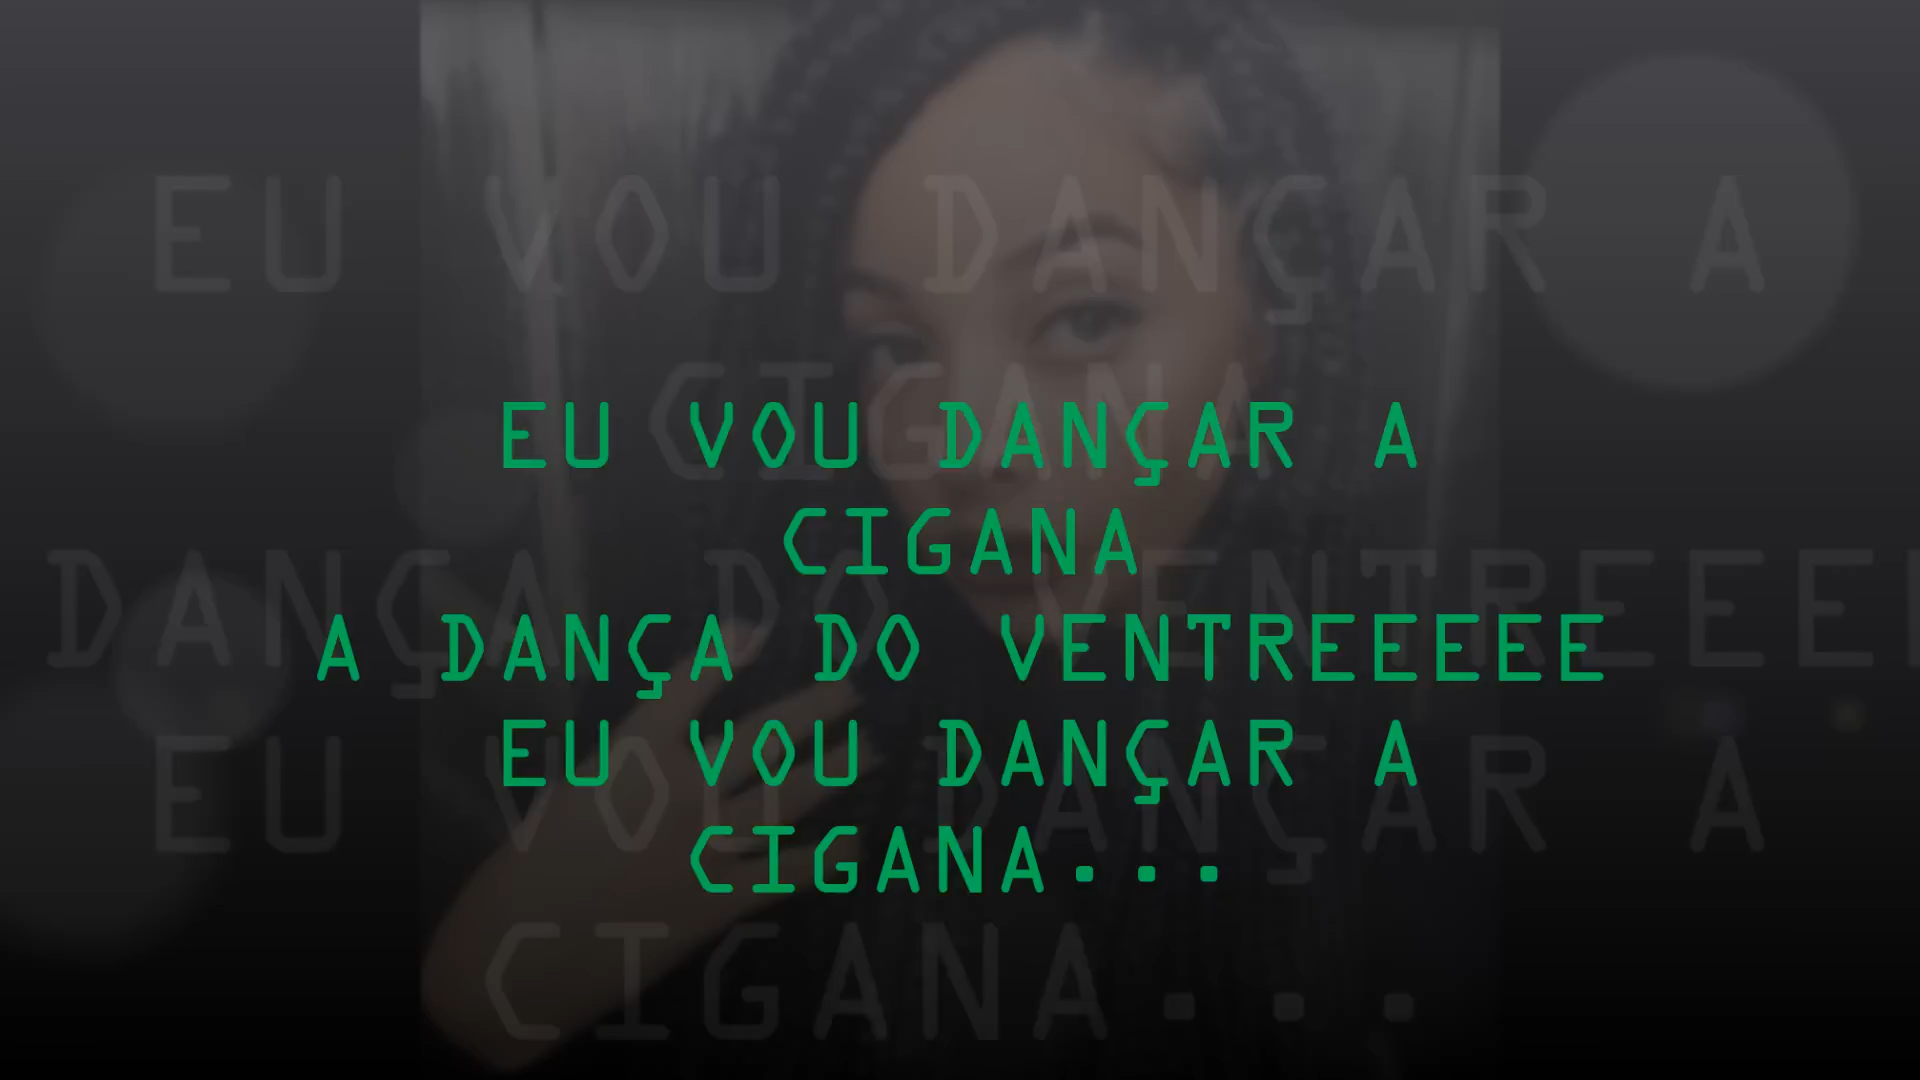 EU VOU DANÇAR A
CIGANA
A DANÇA DO VENTREEEEE
EU VOU DANÇAR A
CIGANA...